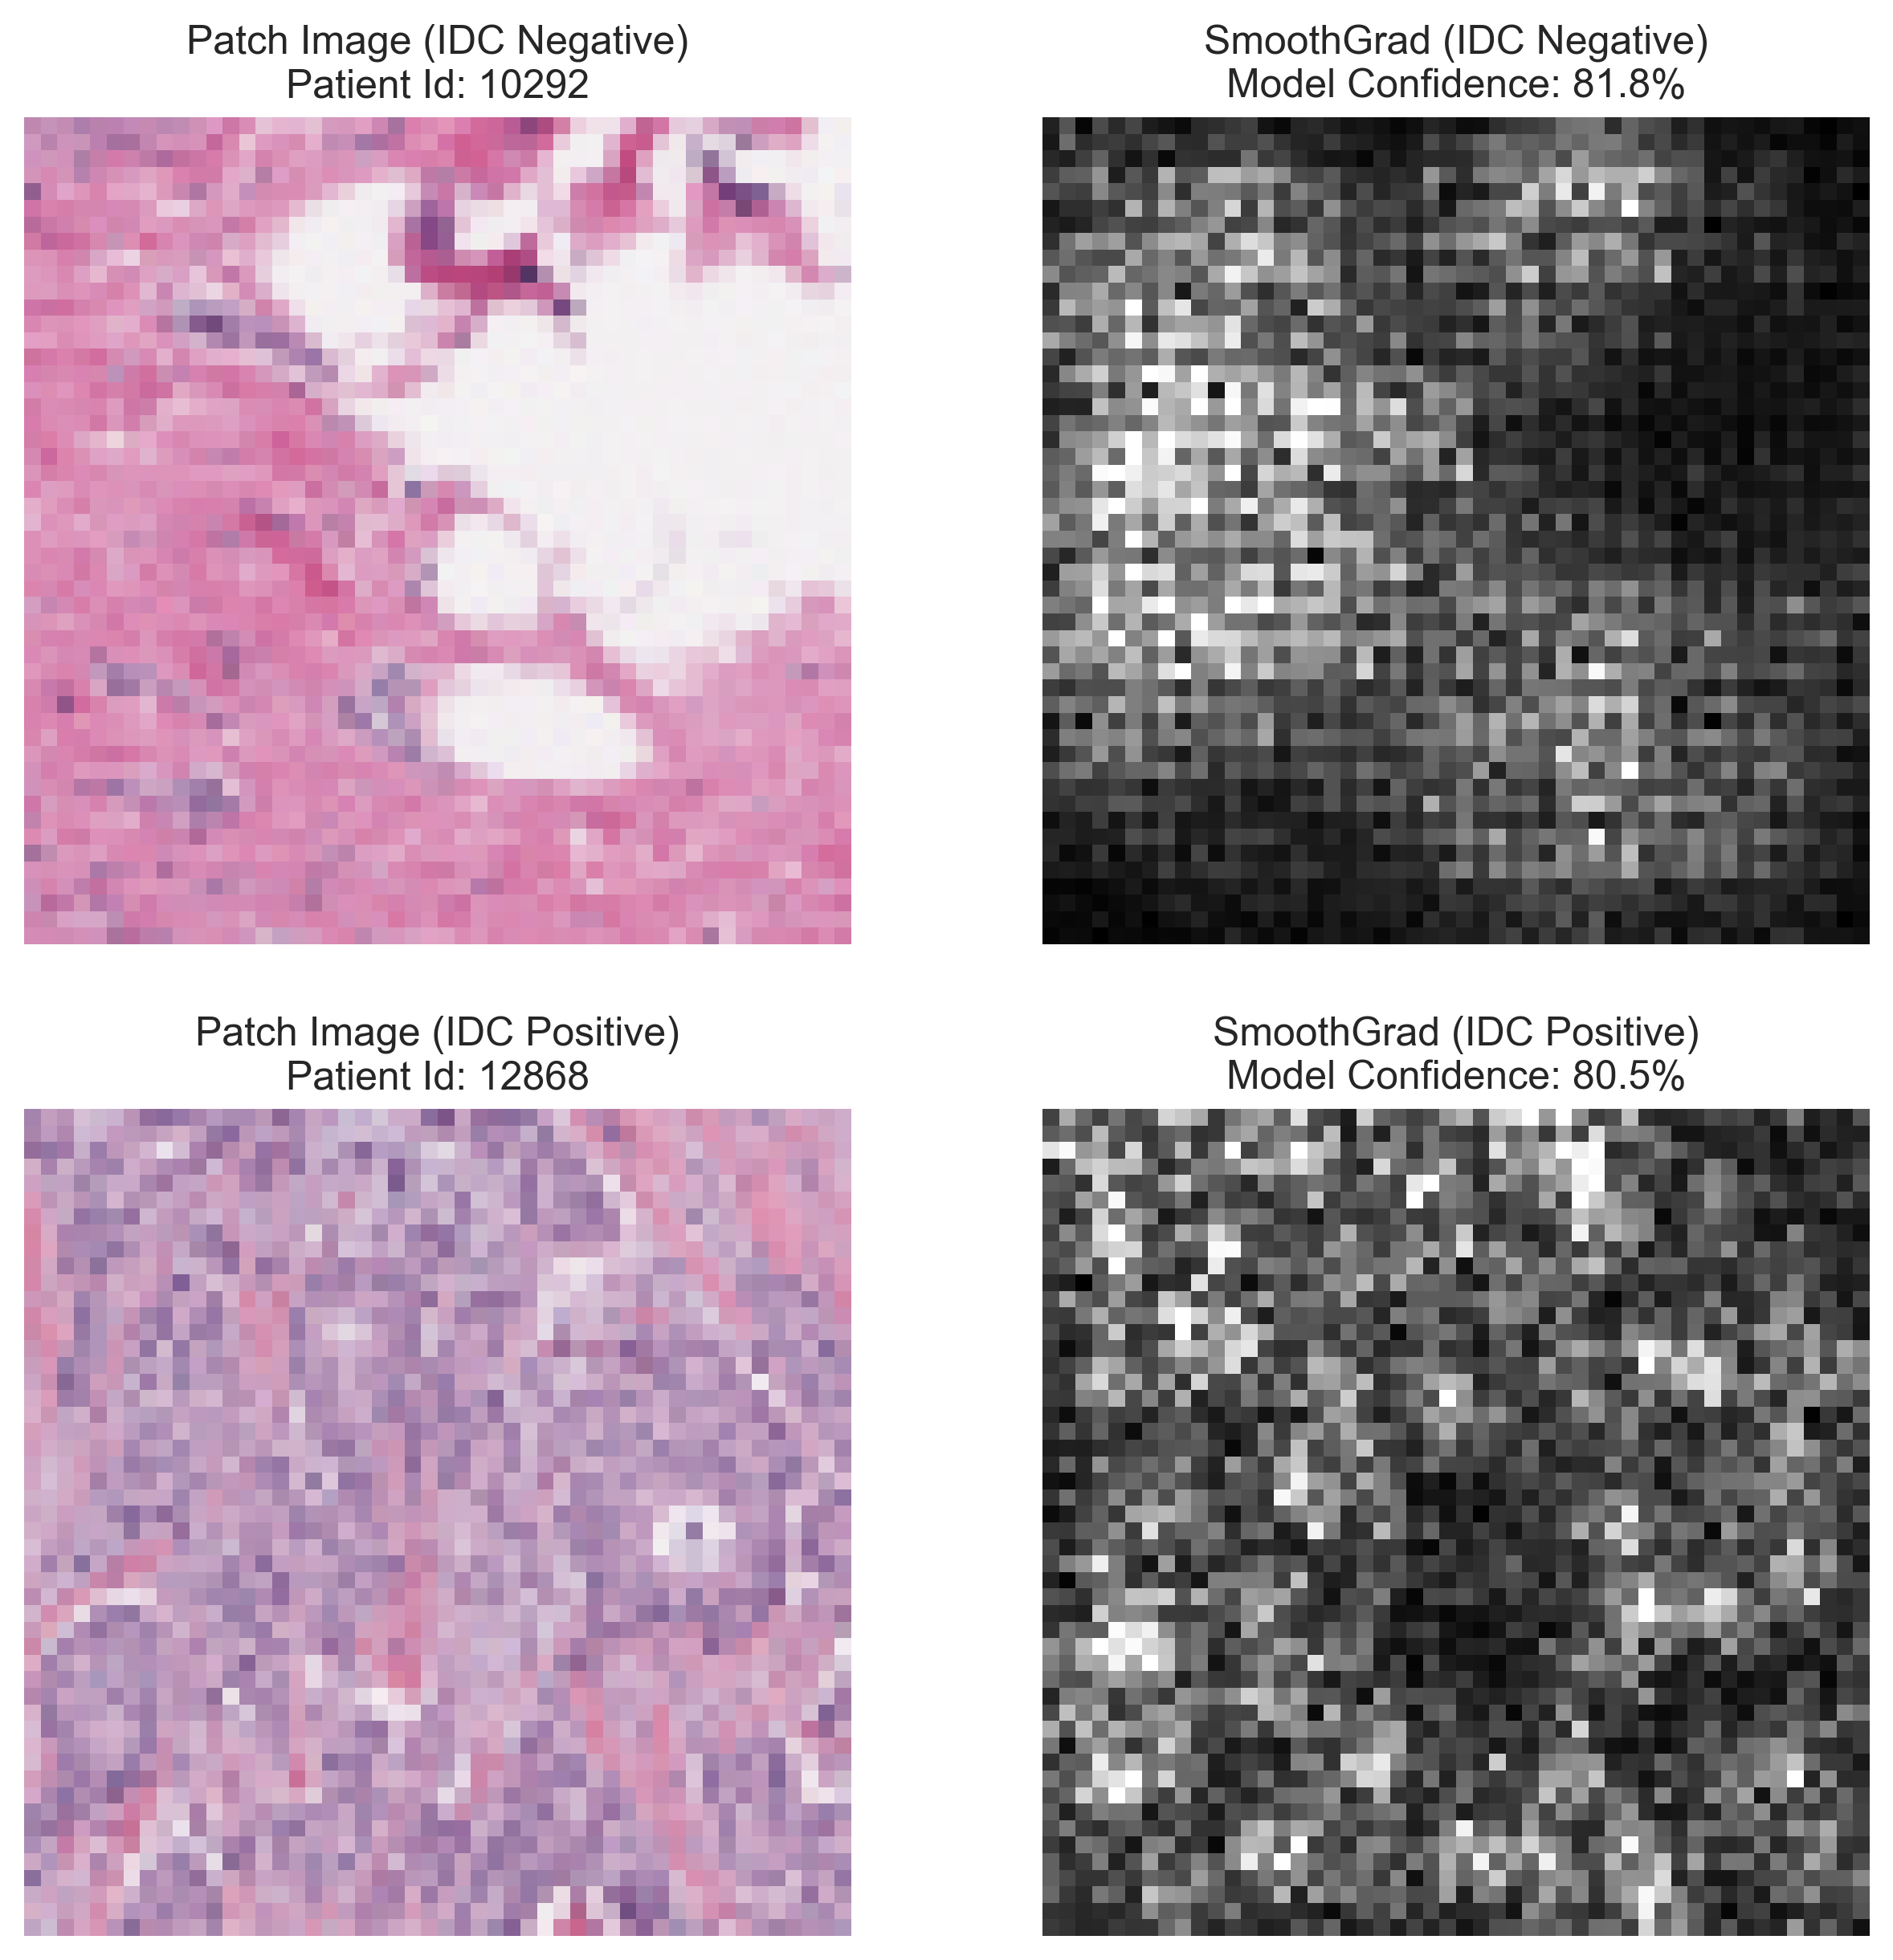 Patch Image (IDC Negative)
Patient Id: 10292
SmoothGrad (IDC Negative)
Model Confidence: 81.8%
Patch Image (IDC Positive)
Patient Id: 12868
SmoothGrad (IDC Positive)
Model Confidence: 80.5%